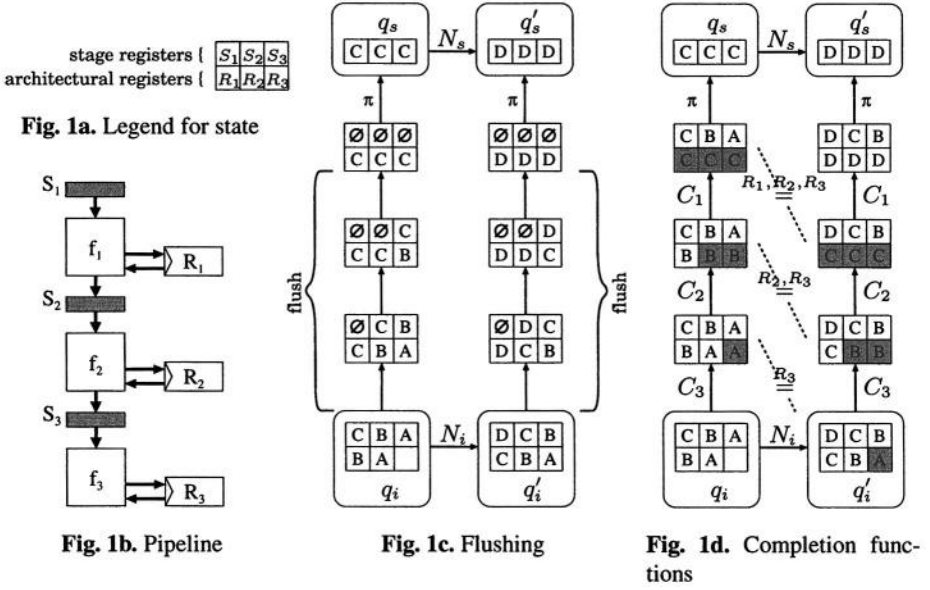 stage registers { S₁ S₂ S₃
architectural registers { R₁ R₂ R₃
Fig. 1a. Legend for state
S₁
f₁
R₁
S₂
f₂
R₂
S₃
f₃
R₃
Fig. 1b. Pipeline
qₛ Nₛ q′ₛ
C C C D D D
π π
Ø Ø Ø Ø Ø Ø
C C C D D D
Ø Ø C Ø Ø D
C C B D D C
flush flush
Ø C B Ø D C
C B A D C B
C B A Nᵢ D C B
B A C B A
qᵢ q′ᵢ
Fig. 1c. Flushing
qₛ Nₛ q′ₛ
C C C D D D
π π
C B A D C B
C C C D D D
C₁ R₁,R₂,R₃ C₁
=
C B A D C B
B B B C C C
C₂ R₂,R₃ C₂
=
C B A D C B
B A A C B B
C₃ R₃ C₃
=
C B A Nᵢ D C B
B A C B A
qᵢ q′ᵢ
Fig. 1d. Completion func-
tions